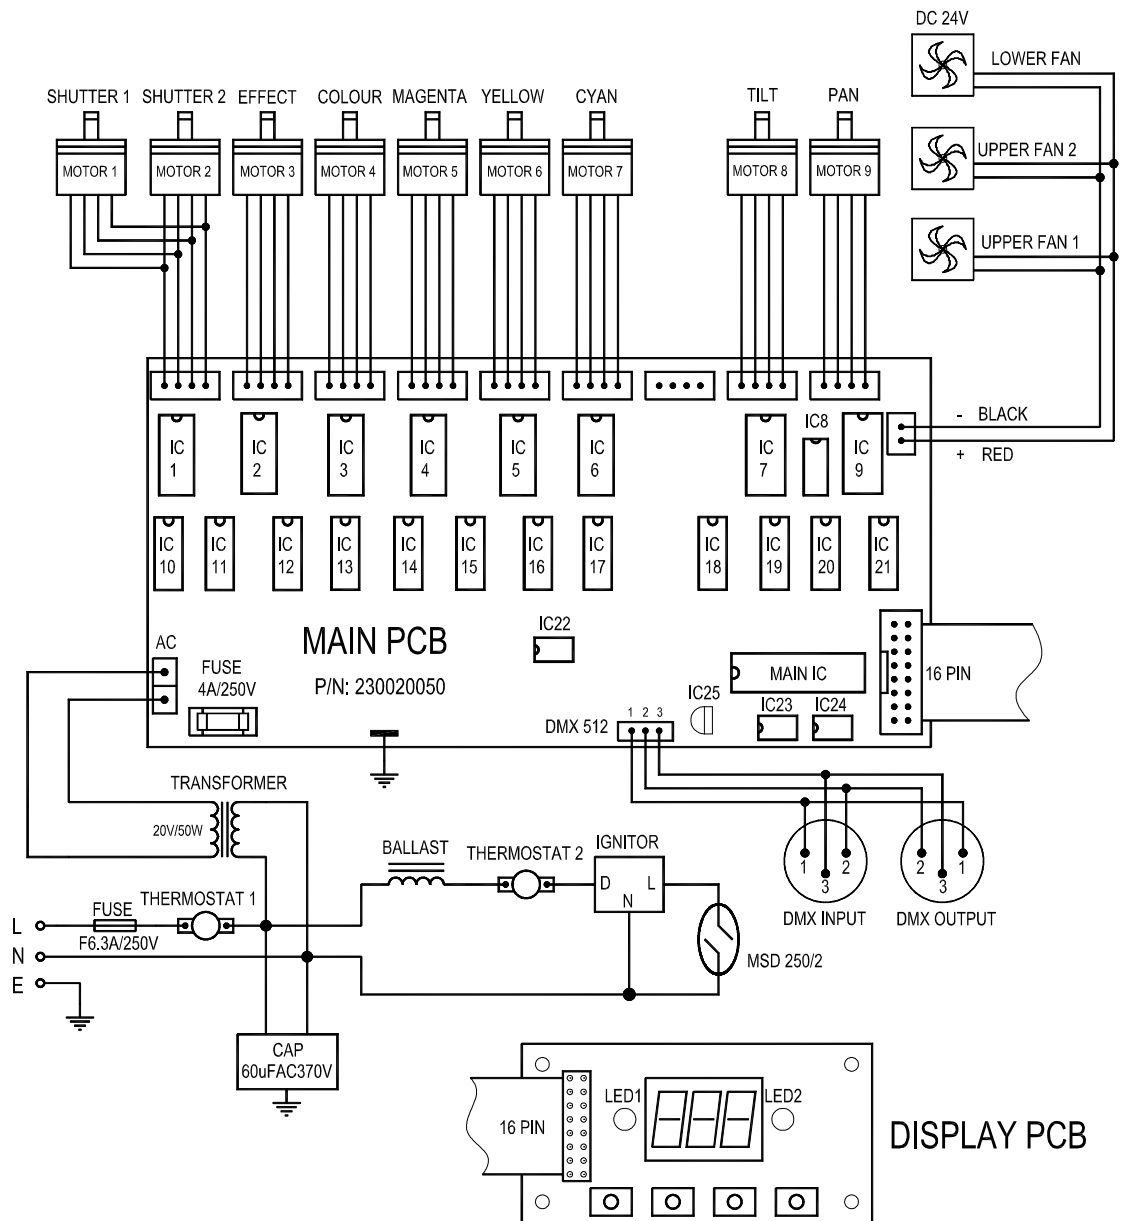 DC 24V
LOWER FAN
SHUTTER 1 SHUTTER 2 EFFECT COLOUR MAGENTA YELLOW CYAN TILT PAN
UPPER FAN 2
MOTOR 1 MOTOR 2 MOTOR 3 MOTOR 4 MOTOR 5 MOTOR 6 MOTOR 7 MOTOR 8 MOTOR 9
UPPER FAN 1
- BLACK
+ RED
IC8
IC 1
IC 2
IC 3
IC 4
IC 5
IC 6
IC 7
IC 9
IC 10
IC 11
IC 12
IC 13
IC 14
IC 15
IC 16
IC 17
IC 18
IC 19
IC 20
IC 21
IC22
AC
MAIN PCB
FUSE
4A/250V
P/N: 230020050
MAIN IC
16 PIN
IC25
IC23
IC24
1 2 3
DMX 512
TRANSFORMER
20V/50W
BALLAST
THERMOSTAT 2
IGNITOR
D L
N
1 2
3
DMX INPUT
2 1
3
DMX OUTPUT
THERMOSTAT 1
FUSE
F6.3A/250V
L
N
E
MSD 250/2
CAP
60uFAC370V
LED1
LED2
16 PIN
DISPLAY PCB